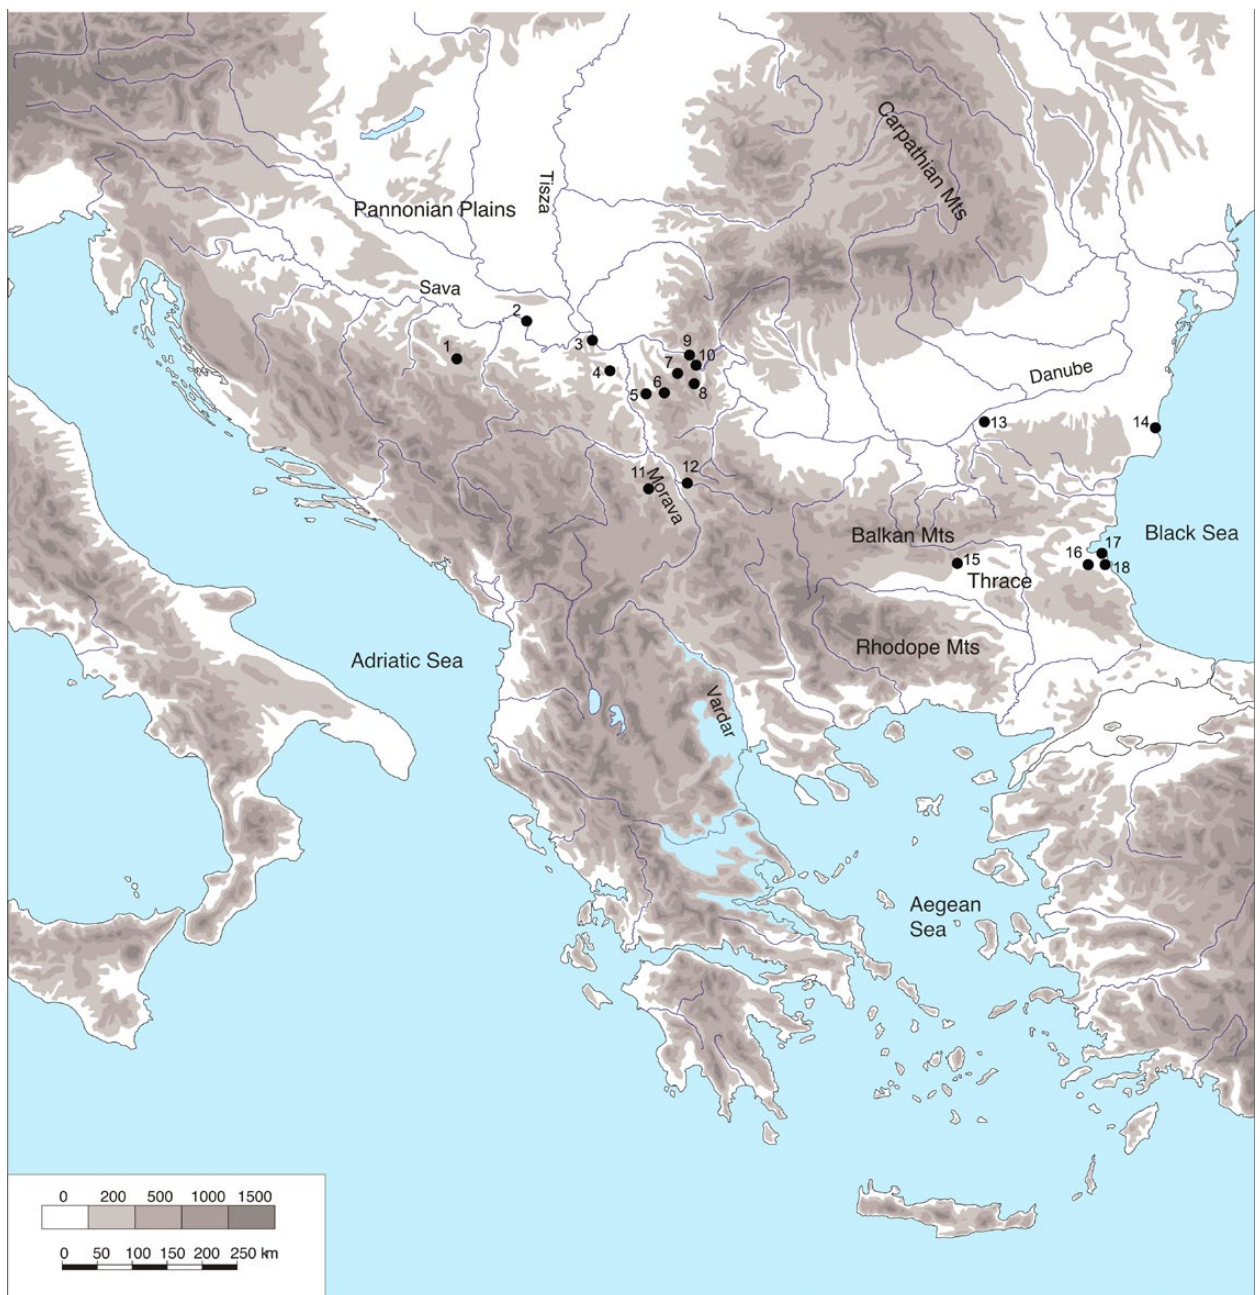 Carpathian Mts
Tisza
Pannonian Plains
Sava
2
1
3
9
10
4
7
5
6
8
Danube
13
14
11
12
Morava
Balkan Mts
Black Sea
15
16
17
18
Thrace
Rhodope Mts
Adriatic Sea
Vardar
Aegean
Sea
0 200 500 1000 1500
0 50 100 150 200 250 km